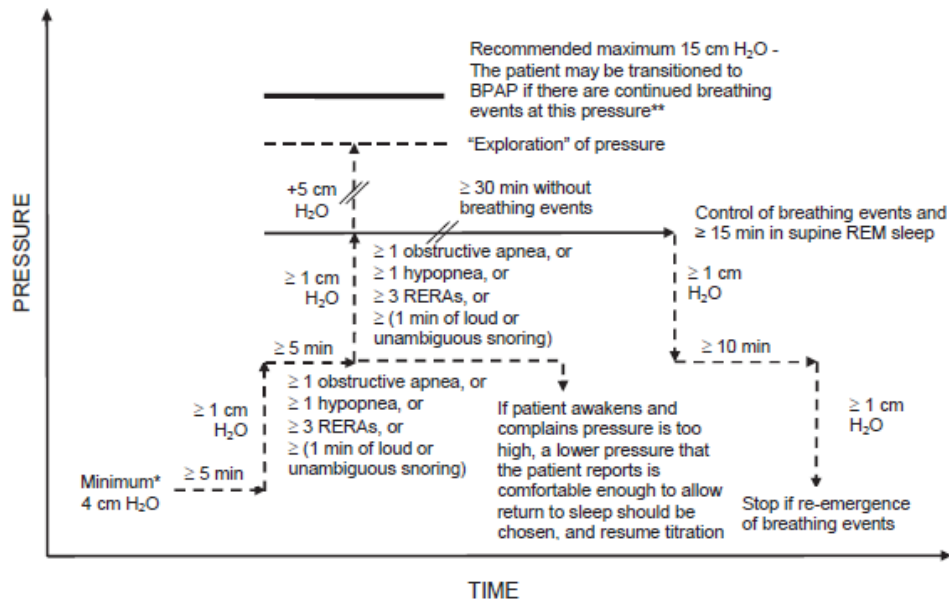 Recommended maximum 15 cm H₂O -
The patient may be transitioned to
BPAP if there are continued breathing
events at this pressure**
“Exploration” of pressure
+5 cm
H₂O
≥ 30 min without
breathing events
Control of breathing events and
≥ 15 min in supine REM sleep
≥ 1 cm
H₂O
≥ 1 obstructive apnea, or
≥ 1 hypopnea, or
≥ 3 RERAs, or
≥ (1 min of loud or
unambiguous snoring)
≥ 1 cm
H₂O
≥ 5 min
≥ 10 min
≥ 1 cm
H₂O
≥ 1 obstructive apnea, or
≥ 1 hypopnea, or
≥ 3 RERAs, or
≥ (1 min of loud or
unambiguous snoring)
If patient awakens and
complains pressure is too
high, a lower pressure that
the patient reports is
comfortable enough to allow
return to sleep should be
chosen, and resume titration
≥ 1 cm
H₂O
Minimum*
4 cm H₂O
≥ 5 min
Stop if re-emergence
of breathing events
PRESSURE
TIME